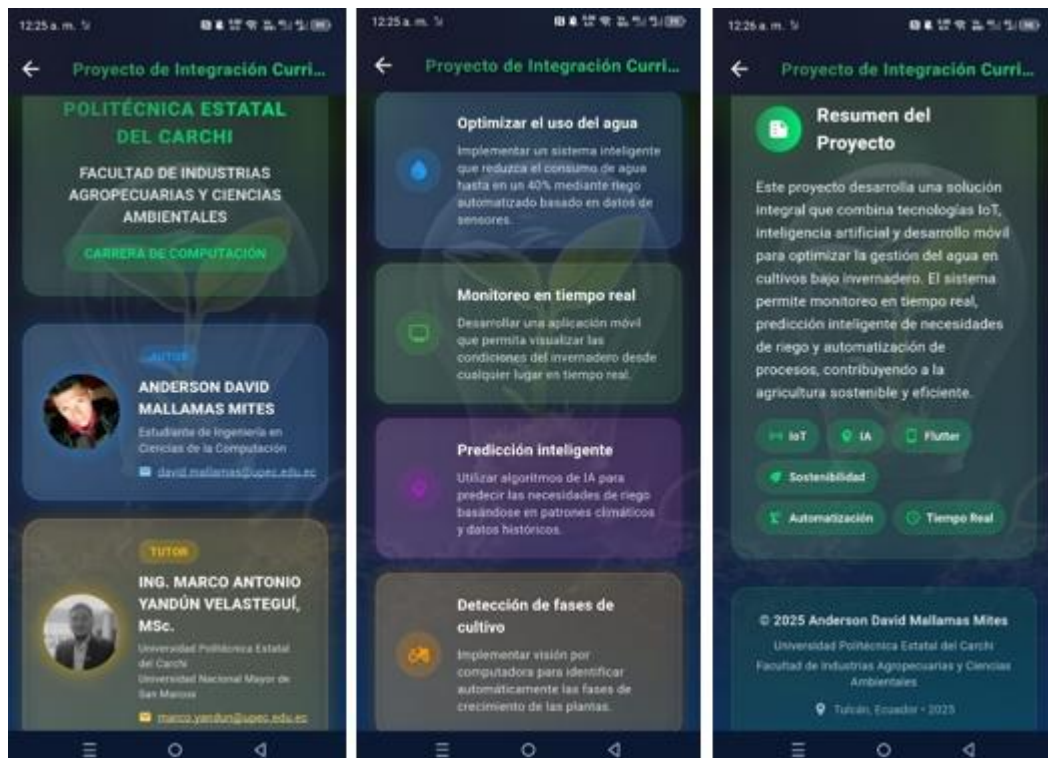 12:25 a. m.
Proyecto de Integración Curri...
POLITÉCNICA ESTATAL
DEL CARCHI
FACULTAD DE INDUSTRIAS
AGROPECUARIAS Y CIENCIAS
AMBIENTALES
CARRERA DE COMPUTACIÓN
AUTOR
ANDERSON DAVID
MALLAMAS MITES
Estudiante de Ingeniería en
Ciencias de la Computación
david.mallamas@upec.edu.ec
TUTOR
ING. MARCO ANTONIO
YANDÚN VELASTEGUÍ,
MSc.
Universidad Politécnica Estatal
del Carchi
Universidad Nacional Mayor de
San Marcos
marco.yandun@upec.edu.ec
12:25 a. m.
Proyecto de Integración Curri...
Optimizar el uso del agua
Implementar un sistema inteligente
que reduzca el consumo de agua
hasta en un 40% mediante riego
automatizado basado en datos de
sensores.
Monitoreo en tiempo real
Desarrollar una aplicación móvil
que permita visualizar las
condiciones del invernadero desde
cualquier lugar en tiempo real.
Predicción inteligente
Utilizar algoritmos de IA para
predecir las necesidades de riego
basándose en patrones climáticos
y datos históricos.
Detección de fases de
cultivo
Implementar visión por
computadora para identificar
automáticamente las fases de
crecimiento de las plantas.
12:26 a. m.
Proyecto de Integración Curri...
Resumen del
Proyecto
Este proyecto desarrolla una solución
integral que combina tecnologías IoT,
inteligencia artificial y desarrollo móvil
para optimizar la gestión del agua en
cultivos bajo invernadero. El sistema
permite monitoreo en tiempo real,
predicción inteligente de necesidades
de riego y automatización de
procesos, contribuyendo a la
agricultura sostenible y eficiente.
IoT IA Flutter
Sostenibilidad
Automatización Tiempo Real
© 2025 Anderson David Mallamas Mites
Universidad Politécnica Estatal del Carchi
Facultad de Industrias Agropecuarias y Ciencias
Ambientales
Tulcán, Ecuador • 2025